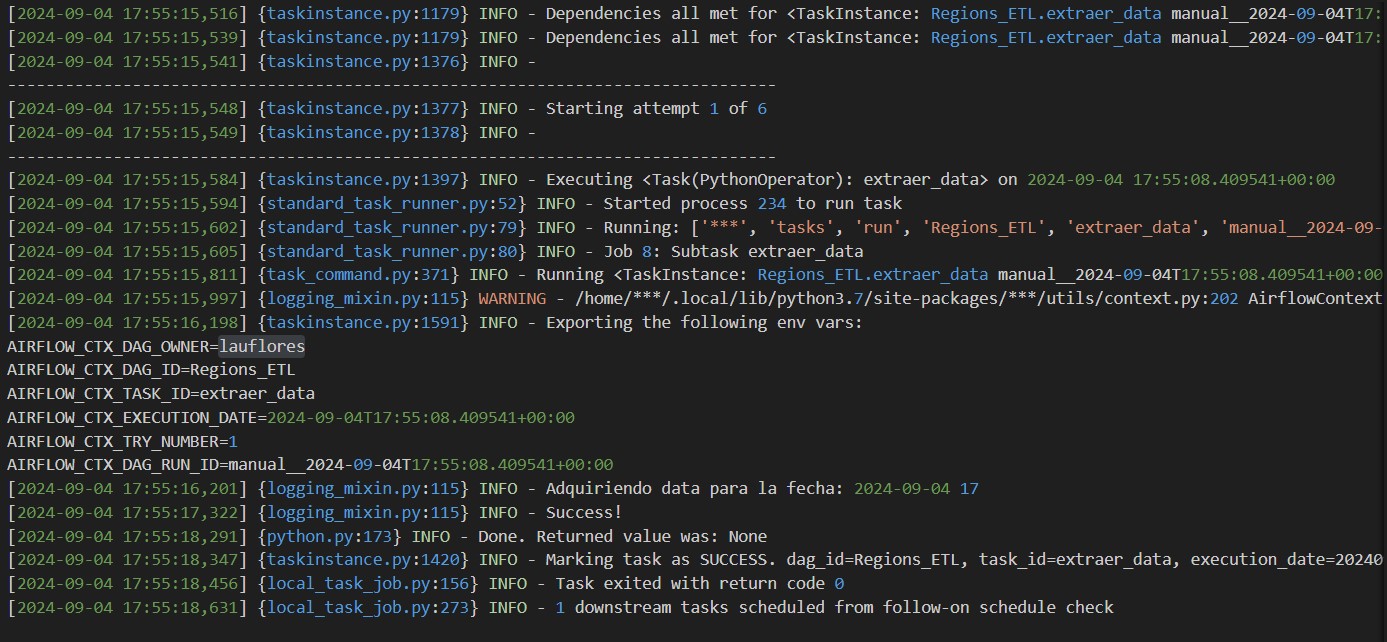 [2024-09-04 17:55:15,516] {taskinstance.py:1179} INFO - Dependencies all met for <TaskInstance: Regions_ETL.extraer_data manual__2024-09-04T17:
[2024-09-04 17:55:15,539] {taskinstance.py:1179} INFO - Dependencies all met for <TaskInstance: Regions_ETL.extraer_data manual__2024-09-04T17:
[2024-09-04 17:55:15,541] {taskinstance.py:1376} INFO -
--------------------------------------------------------------------------------
[2024-09-04 17:55:15,548] {taskinstance.py:1377} INFO - Starting attempt 1 of 6
[2024-09-04 17:55:15,549] {taskinstance.py:1378} INFO -
--------------------------------------------------------------------------------
[2024-09-04 17:55:15,584] {taskinstance.py:1397} INFO - Executing <Task(PythonOperator): extraer_data> on 2024-09-04 17:55:08.409541+00:00
[2024-09-04 17:55:15,594] {standard_task_runner.py:52} INFO - Started process 234 to run task
[2024-09-04 17:55:15,602] {standard_task_runner.py:79} INFO - Running: ['***', 'tasks', 'run', 'Regions_ETL', 'extraer_data', 'manual__2024-09-
[2024-09-04 17:55:15,605] {standard_task_runner.py:80} INFO - Job 8: Subtask extraer_data
[2024-09-04 17:55:15,811] {task_command.py:371} INFO - Running <TaskInstance: Regions_ETL.extraer_data manual__2024-09-04T17:55:08.409541+00:00
[2024-09-04 17:55:15,997] {logging_mixin.py:115} WARNING - /home/***/.local/lib/python3.7/site-packages/***/utils/context.py:202 AirflowContext
[2024-09-04 17:55:16,198] {taskinstance.py:1591} INFO - Exporting the following env vars:
AIRFLOW_CTX_DAG_OWNER=lauflores
AIRFLOW_CTX_DAG_ID=Regions_ETL
AIRFLOW_CTX_TASK_ID=extraer_data
AIRFLOW_CTX_EXECUTION_DATE=2024-09-04T17:55:08.409541+00:00
AIRFLOW_CTX_TRY_NUMBER=1
AIRFLOW_CTX_DAG_RUN_ID=manual__2024-09-04T17:55:08.409541+00:00
[2024-09-04 17:55:16,201] {logging_mixin.py:115} INFO - Adquiriendo data para la fecha: 2024-09-04 17
[2024-09-04 17:55:17,322] {logging_mixin.py:115} INFO - Success!
[2024-09-04 17:55:18,291] {python.py:173} INFO - Done. Returned value was: None
[2024-09-04 17:55:18,347] {taskinstance.py:1420} INFO - Marking task as SUCCESS. dag_id=Regions_ETL, task_id=extraer_data, execution_date=20240
[2024-09-04 17:55:18,456] {local_task_job.py:156} INFO - Task exited with return code 0
[2024-09-04 17:55:18,631] {local_task_job.py:273} INFO - 1 downstream tasks scheduled from follow-on schedule check